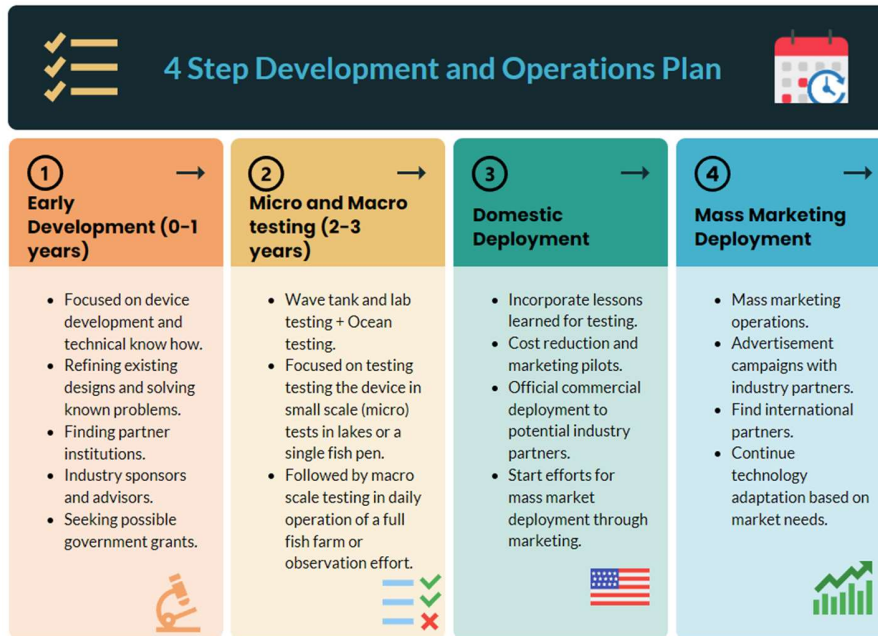 4 Step Development and Operations Plan
1
Early
Development (0-1
years)
• Focused on device
development and
technical know how.
• Refining existing
designs and solving
known problems.
• Finding partner
institutions.
• Industry sponsors
and advisors.
• Seeking possible
government grants.
2
Micro and Macro
testing (2-3
years)
• Wave tank and lab
testing + Ocean
testing.
• Focused on testing
testing the device in
small scale (micro)
tests in lakes or a
single fish pen.
• Followed by macro
scale testing in daily
operation of a full
fish farm or
observation effort.
3
Domestic
Deployment
• Incorporate lessons
learned for testing.
• Cost reduction and
marketing pilots.
• Official commercial
deployment to
potential industry
partners.
• Start efforts for
mass market
deployment through
marketing.
4
Mass Marketing
Deployment
• Mass marketing
operations.
• Advertisement
campaigns with
industry partners.
• Find international
partners.
• Continue
technology
adaptation based on
market needs.